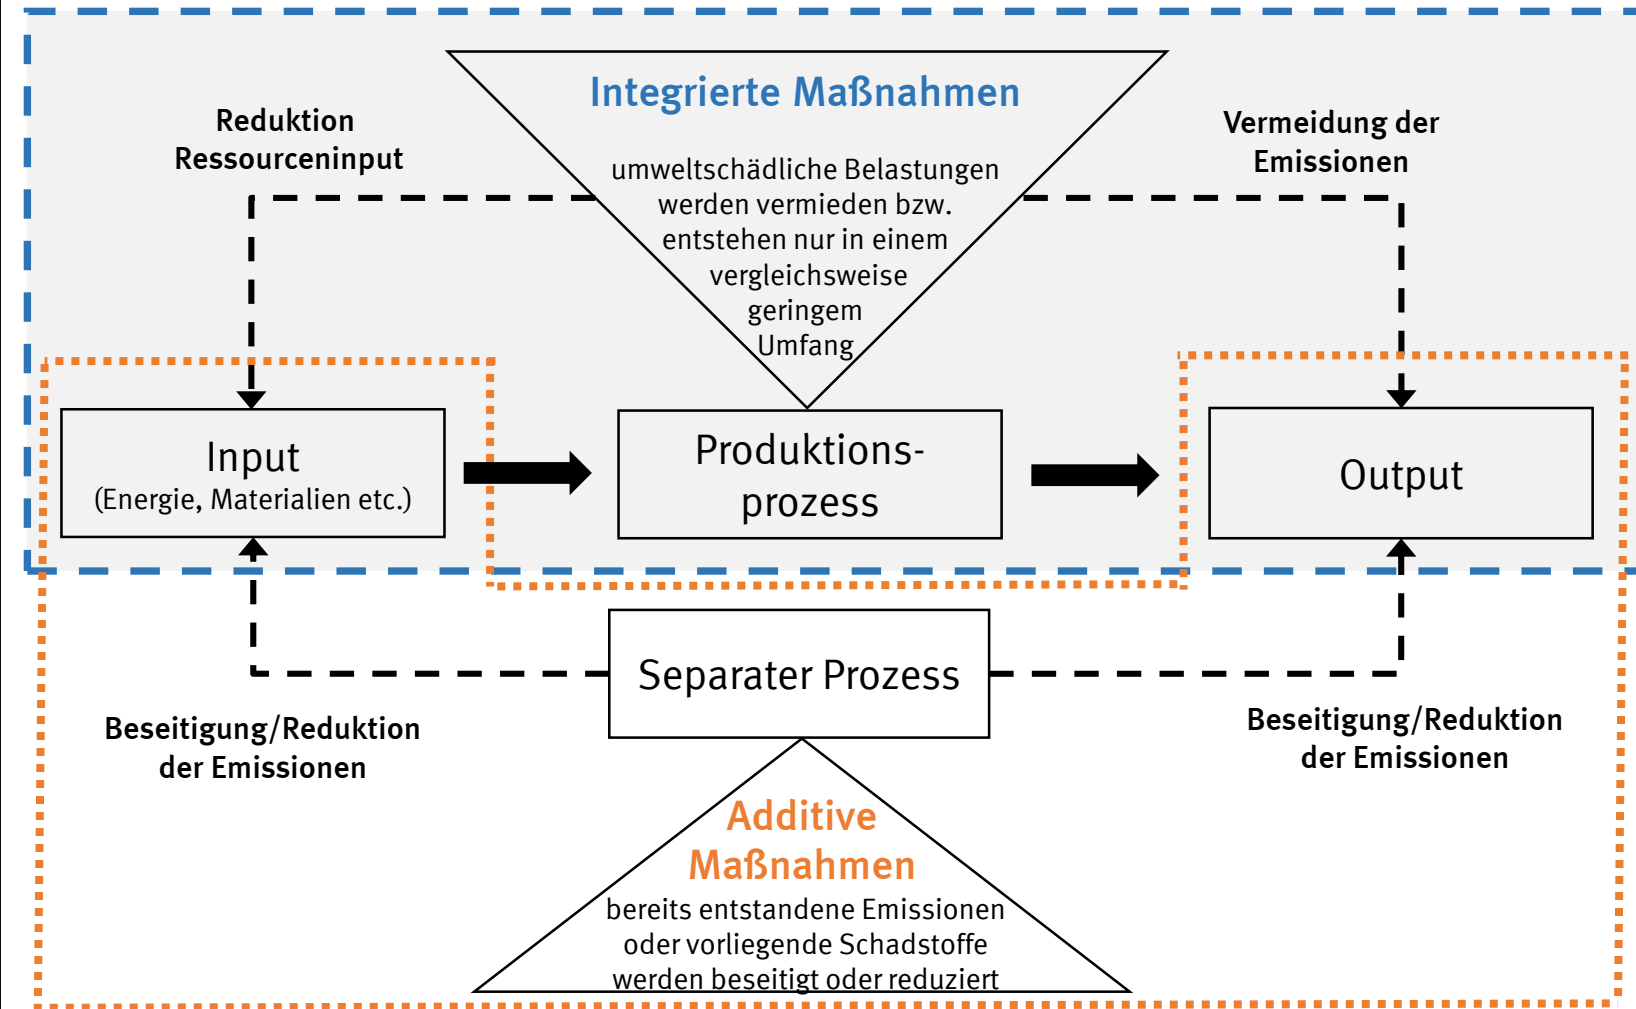 Integrierte Maßnahmen
Reduktion
Ressourceninput
Vermeidung der
Emissionen
umweltschädliche Belastungen
werden vermieden bzw.
entstehen nur in einem
vergleichsweise
geringem
Umfang
Input
(Energie, Materialien etc.)
Produktions-
prozess
Output
Separater Prozess
Beseitigung/Reduktion
der Emissionen
Beseitigung/Reduktion
der Emissionen
Additive
Maßnahmen
bereits entstandene Emissionen
oder vorliegende Schadstoffe
werden beseitigt oder reduziert